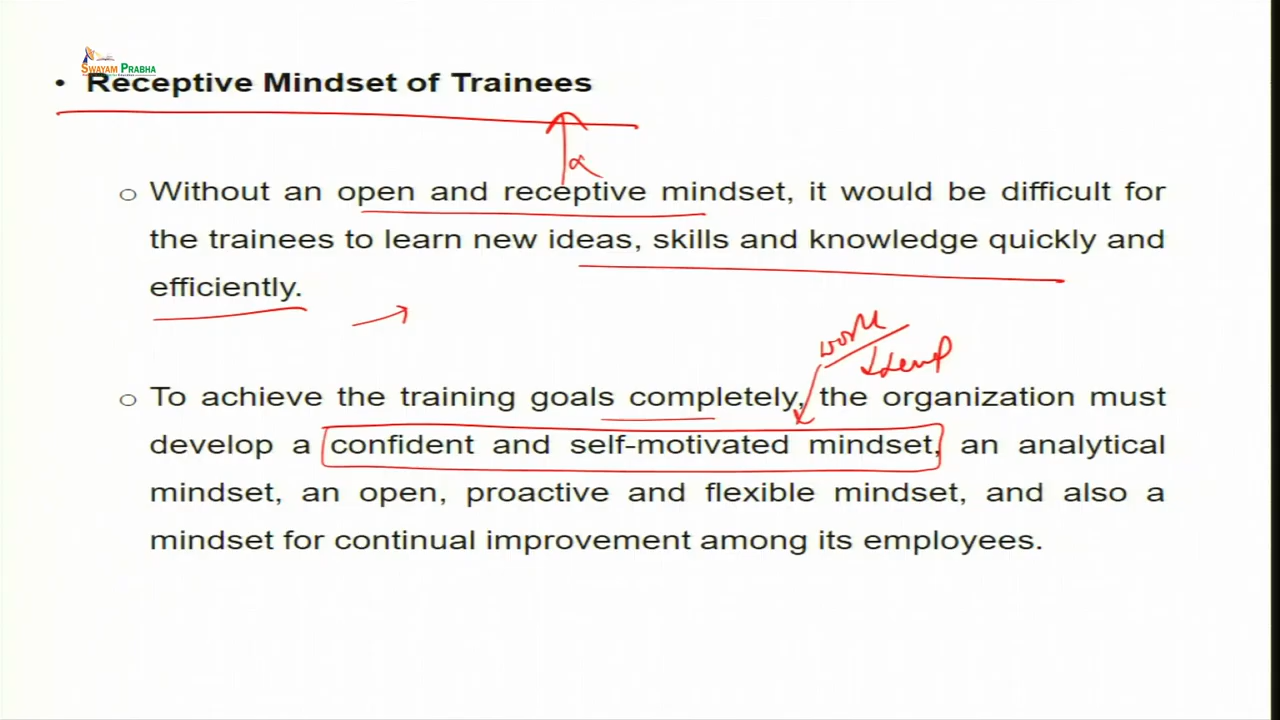 SWAYAM PRABHA
• Receptive Mindset of Trainees
α
o Without an open and receptive mindset, it would be difficult for
the trainees to learn new ideas, skills and knowledge quickly and
efficiently.
work
o To achieve the training goals completely, the organization must
develop a confident and self-motivated mindset, an analytical
mindset, an open, proactive and flexible mindset, and also a
mindset for continual improvement among its employees.